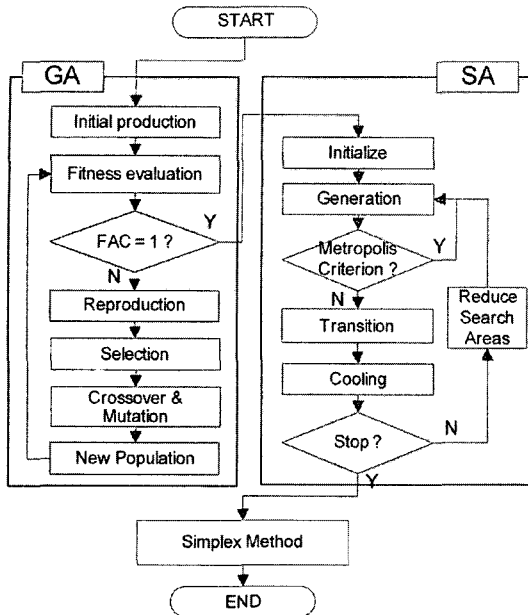 START
GA
Initial production
Fitness evaluation
FAC = 1 ?
Y
N
Reproduction
Selection
Crossover &
Mutation
New Population
SA
Initialize
Generation
Metropolis
Criterion ?
Y
N
Transition
Cooling
Stop ?
N
Y
Reduce
Search
Areas
Simplex Method
END